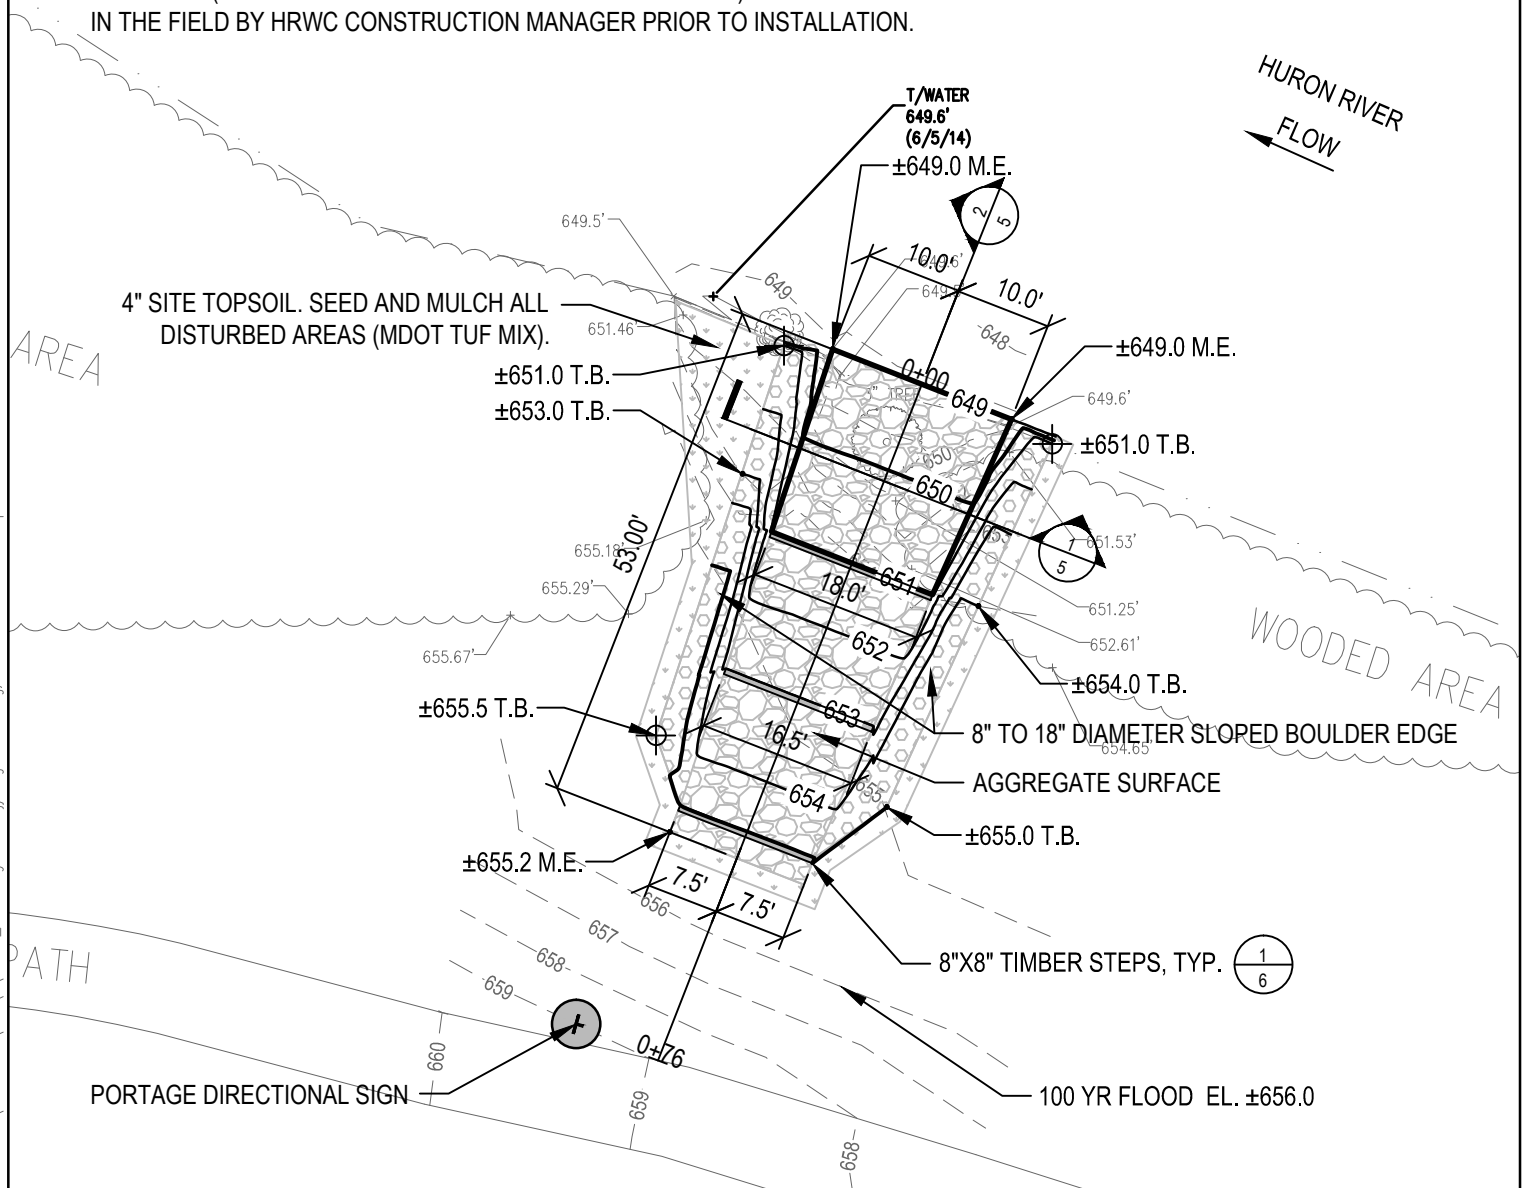 IN THE FIELD BY HRWC CONSTRUCTION MANAGER PRIOR TO INSTALLATION.
HURON RIVER
FLOW
T/WATER
649.6'
(6/5/14)
±649.0 M.E.
2
5
649.5'
10.0'
649.6'
649
10.0'
4" SITE TOPSOIL. SEED AND MULCH ALL
DISTURBED AREAS (MDOT TUF MIX).
651.46'
648
±649.0 M.E.
AREA
±651.0 T.B.
0+00
649
649.6'
±653.0 T.B.
±651.0 T.B.
650
650
53.00'
655.18'
653
651.53'
1
5
655.29'
18.0'
651
651.25'
652
652.61'
WOODED AREA
655.67'
±654.0 T.B.
±655.5 T.B.
653
16.5'
8" TO 18" DIAMETER SLOPED BOULDER EDGE
654.65'
AGGREGATE SURFACE
654
655
±655.0 T.B.
±655.2 M.E.
7.5'
7.5'
656
657
658
659
PATH
8"X8" TIMBER STEPS, TYP.
1
6
0+76
660
PORTAGE DIRECTIONAL SIGN
100 YR FLOOD EL. ±656.0
659
658